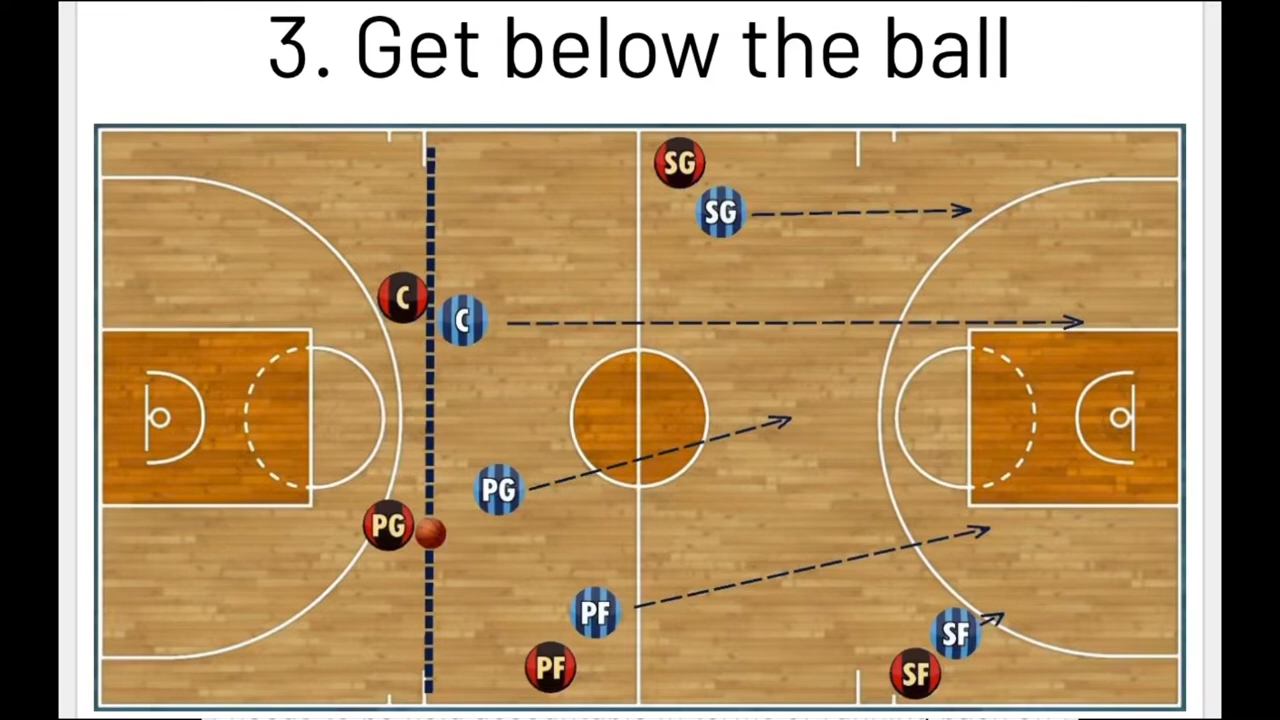 3. Get below the ball
SG
SG
C
C
PG
PG
PF
PF
SF
SF